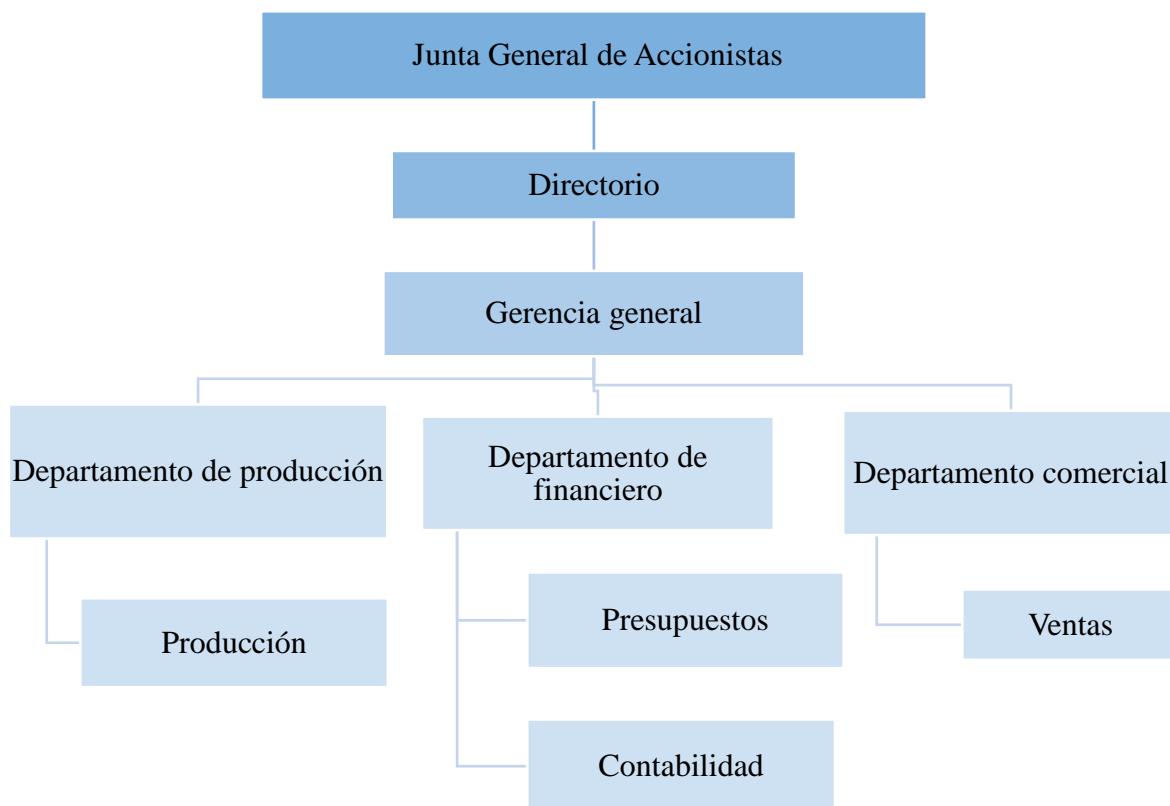 Junta General de Accionistas
Directorio
Gerencia general
Departamento de producción
Departamento de
financiero
Departamento comercial
Producción
Presupuestos
Ventas
Contabilidad